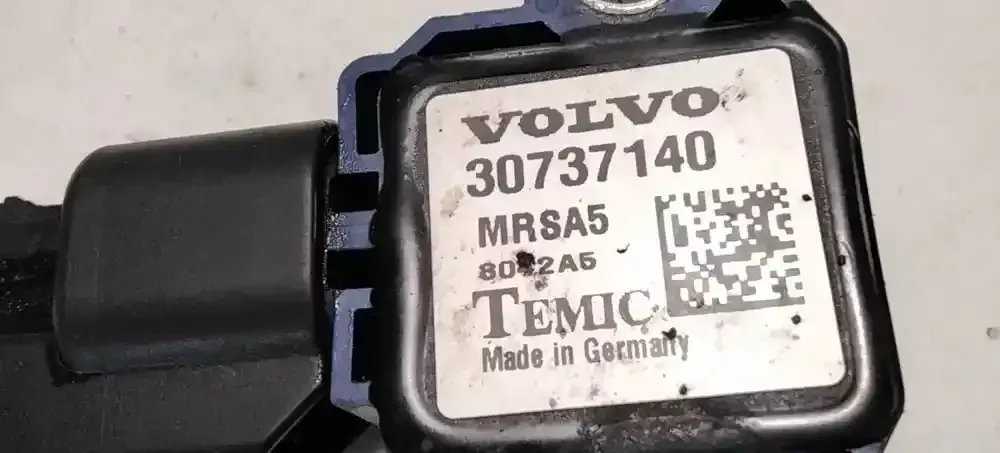 VOLVO
30737140
MRSA5
TEMIC
Made in Germany